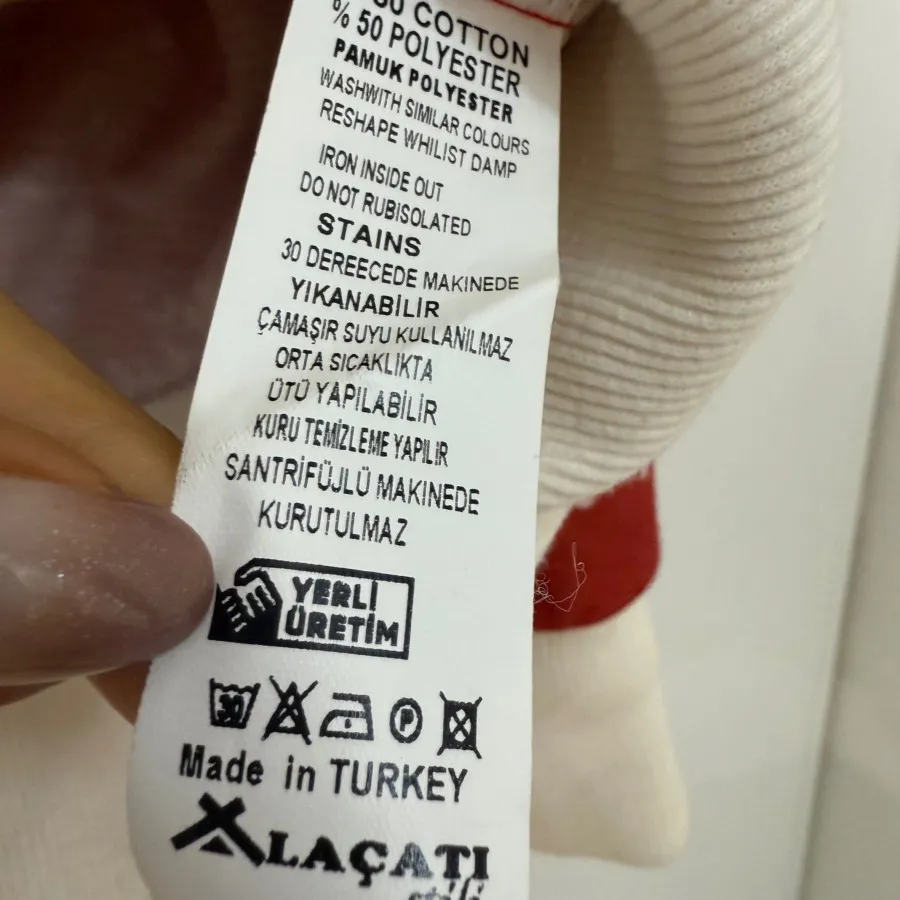 50 COTTON
% 50 POLYESTER
PAMUK POLYESTER
WASHWITH SIMILAR COLOURS
RESHAPE WHILIST DAMP
IRON INSIDE OUT
DO NOT RUBISOLATED
STAINS
30 DEREECEDE MAKINEDE
YIKANABİLİR
ÇAMAŞIR SUYU KULLANILMAZ
ORTA SICAKLIKTA
ÜTÜ YAPILABİLİR
KURU TEMİZLEME YAPILIR
SANTRİFÜJLÜ MAKINEDE
KURUTULMAZ
YERLİ
ÜRETİM
30 P
Made in TURKEY
ALAÇATI